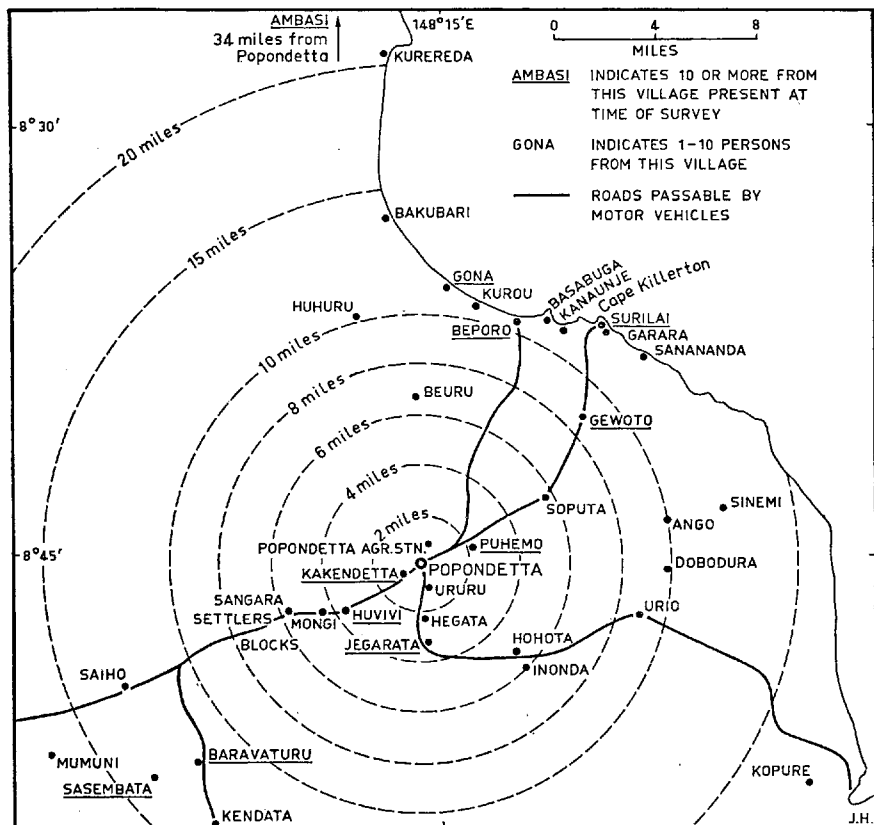 AMBASI
34 miles from
Popondetta
148°15'E
0 4 8
MILES
KUREREDA
AMBASI INDICATES 10 OR MORE FROM
THIS VILLAGE PRESENT AT
TIME OF SURVEY
8°30'
GONA INDICATES 1-10 PERSONS
FROM THIS VILLAGE
20 miles
ROADS PASSABLE BY
MOTOR VEHICLES
BAKUBARI
15 miles
GONA
BASABUGA
KANAUNJE
Cape Killerton
KUROU
HUHURU
BEPORO
SURILAI
GARARA
SANANANDA
10 miles
8 miles
BEURU
6 miles
GEWOTO
4 miles
SOPUTA
SINEMI
2 miles
ANGO
POPONDETTA AGR. STN.
PUHEMO
8°45'
POPONDETTA
DOBODURA
KAKENDETTA
URURU
SANGARA
SETTLERS
BLOCKS
MONGI
HUVIVI
HEGATA
URIO
JEGARATA
HOHOTA
INONDA
SAIHO
MUMUNI
BARAVATURU
SASEMBATA
KOPURE
KENDATA
J.H.